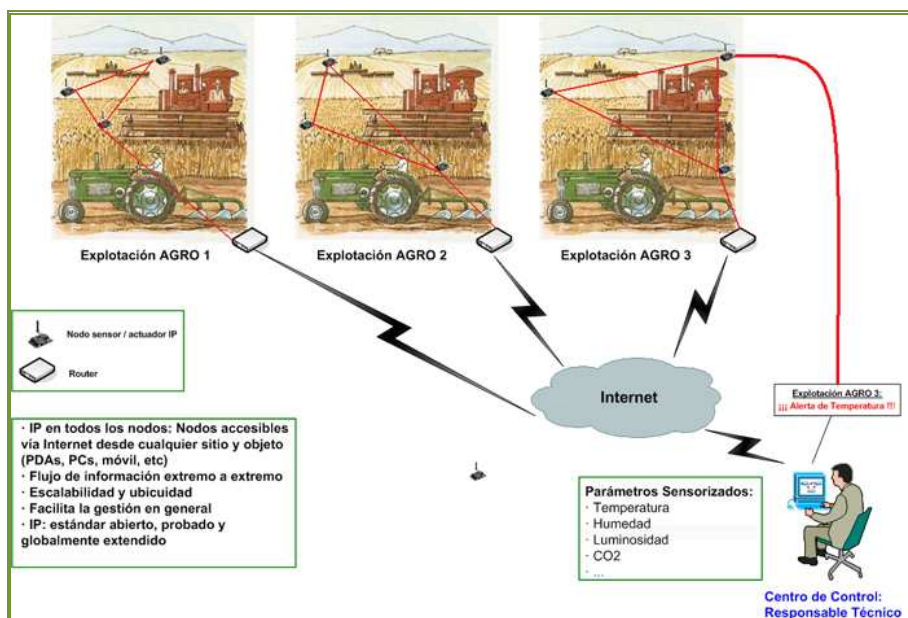 Explotación AGRO 1
Explotación AGRO 2
Explotación AGRO 3
Nodo sensor / actuador IP
Router
Internet
Explotación AGRO 3:
¡¡¡ Alerta de Temperatura !!!
· IP en todos los nodos: Nodos accesibles
vía Internet desde cualquier sitio y objeto
(PDAs, PCs, móvil, etc)
· Flujo de información extremo a extremo
· Escalabilidad y ubicuidad
· Facilita la gestión en general
· IP: estándar abierto, probado y
globalmente extendido
Parámetros Sensorizados:
· Temperatura
· Humedad
· Luminosidad
· CO2
· ...
Centro de Control:
Responsable Técnico